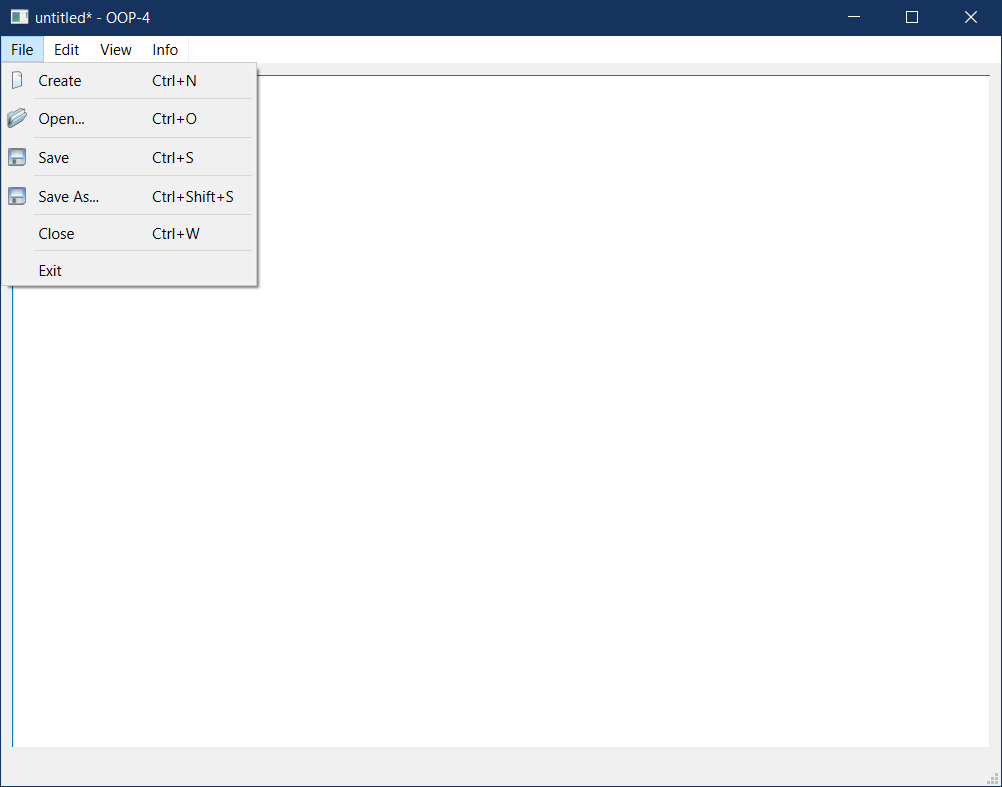 untitled* - OOP-4
File Edit View Info
Create Ctrl+N
Open... Ctrl+O
Save Ctrl+S
Save As... Ctrl+Shift+S
Close Ctrl+W
Exit